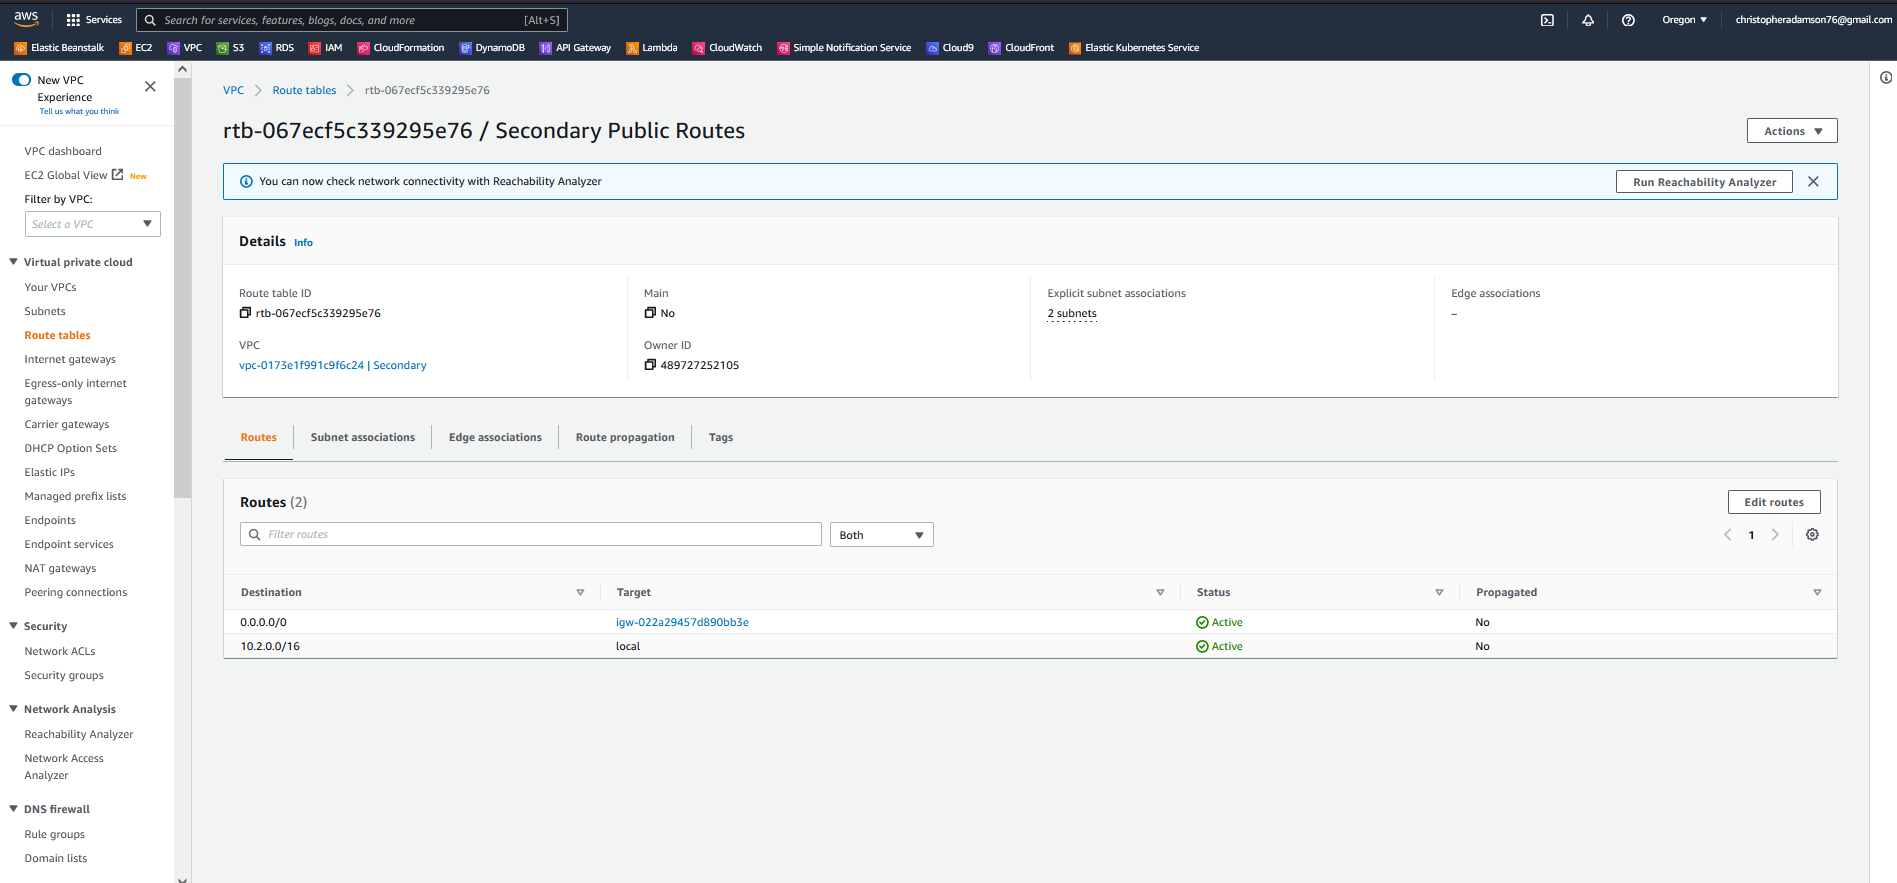 aws Services Search for services, features, blogs, docs, and more [Alt+S] Oregon christopheradamson76@gmail.com
Elastic Beanstalk EC2 VPC S3 RDS IAM CloudFormation DynamoDB API Gateway Lambda CloudWatch Simple Notification Service Cloud9 CloudFront Elastic Kubernetes Service
New VPC
Experience
Tell us what you think
VPC dashboard
EC2 Global View New
Filter by VPC:
Select a VPC
Virtual private cloud
Your VPCs
Subnets
Route tables
Internet gateways
Egress-only internet
gateways
Carrier gateways
DHCP Option Sets
Elastic IPs
Managed prefix lists
Endpoints
Endpoint services
NAT gateways
Peering connections
Security
Network ACLs
Security groups
Network Analysis
Reachability Analyzer
Network Access
Analyzer
DNS firewall
Rule groups
Domain lists
VPC Route tables rtb-067ecf5c339295e76
rtb-067ecf5c339295e76 / Secondary Public Routes
Actions
You can now check network connectivity with Reachability Analyzer
Run Reachability Analyzer
Details Info
Route table ID
rtb-067ecf5c339295e76
Main
No
Explicit subnet associations
2 subnets
Edge associations
–
VPC
vpc-0173e1f991c9f6c24 | Secondary
Owner ID
489727252105
Routes Subnet associations Edge associations Route propagation Tags
Routes (2)
Edit routes
Filter routes
Both
1
Destination Target Status Propagated
0.0.0.0/0 igw-022a29457d890bb3e Active No
10.2.0.0/16 local Active No